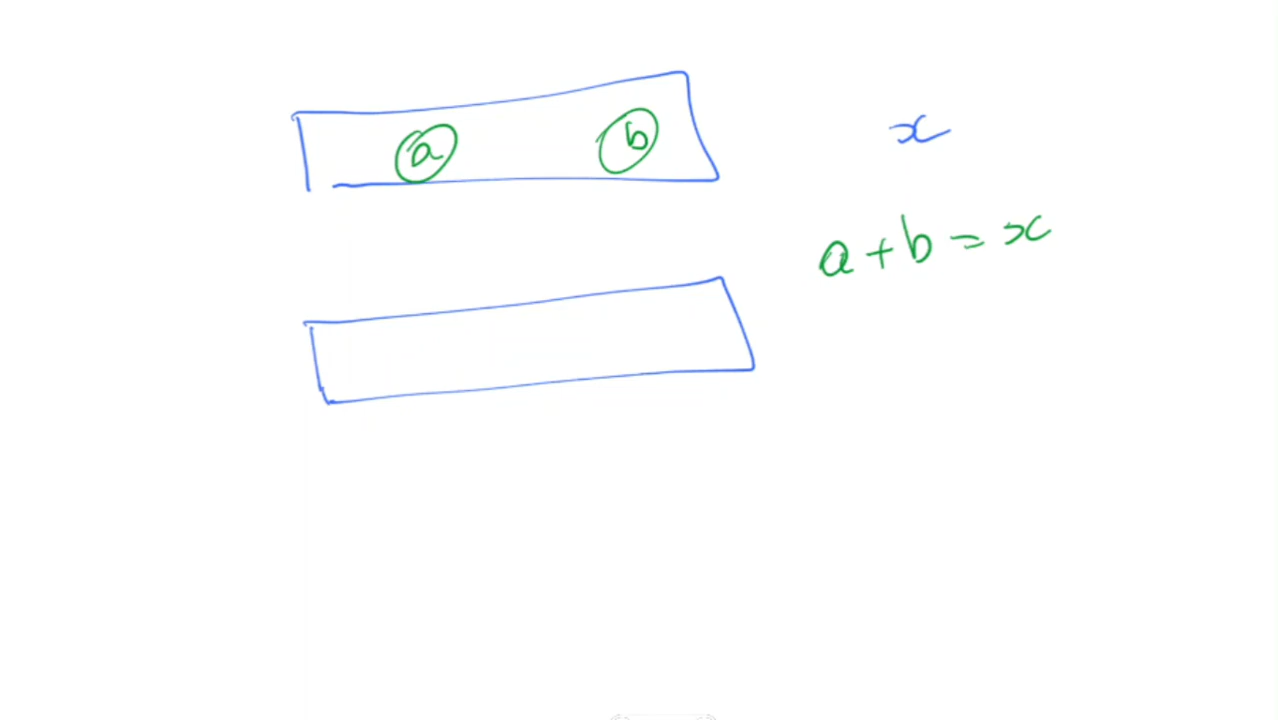 a b
x
a + b = x